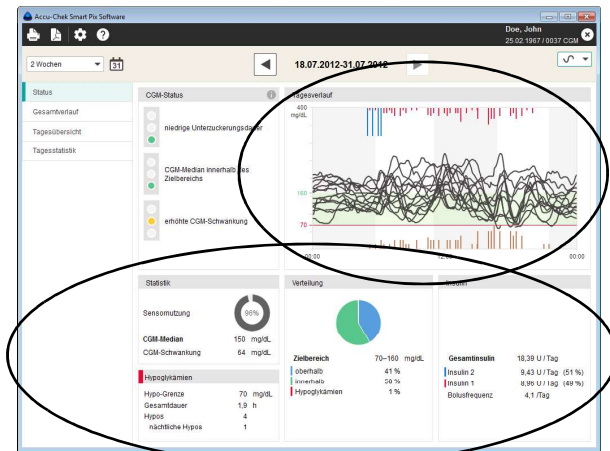 Accu-Chek Smart Pix Software
Doe, John
25.02.1967 / 0037 CGM
2 Wochen
31
18.07.2012-31.07.2012
Status
Gesamtverlauf
Tagesübersicht
Tagesstatistik
CGM-Status
niedrige Unterzuckerungsdauer
CGM-Median innerhalb des
Zielbereichs
erhöhte CGM-Schwankung
Tagesverlauf
400
mg/dL
160
70
00:00
12:00
00:00
Statistik
Sensornutzung
96%
CGM-Median 150 mg/dL
CGM-Schwankung 64 mg/dL
Hypoglykämien
Hypo-Grenze 70 mg/dL
Gesamtdauer 1,9 h
Hypos 4
nächtliche Hypos 1
Verteilung
Zielbereich 70–160 mg/dL
oberhalb 41 %
innerhalb 58 %
Hypoglykämien 1 %
Insulin
Gesamtinsulin 18,39 U / Tag
Insulin 2 9,43 U / Tag (51 %)
Insulin 1 8,96 U / Tag (49 %)
Bolusfrequenz 4,1 /Tag